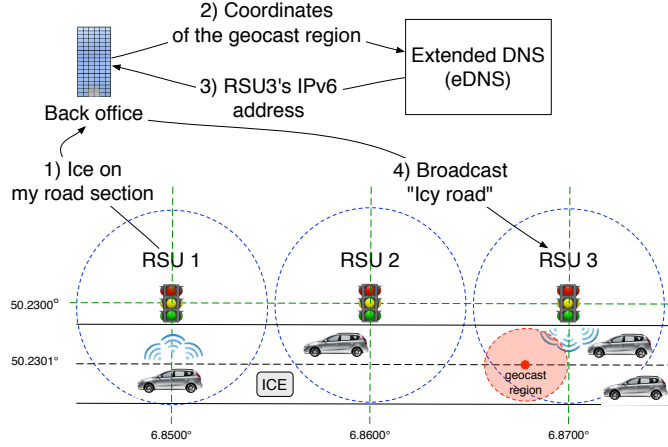 2) Coordinates
of the geocast region
Extended DNS
(eDNS)
3) RSU3's IPv6
address
Back office
1) Ice on
my road section
4) Broadcast
"Icy road"
RSU 1
RSU 2
RSU 3
50.2300°
50.2301°
ICE
geocast
region
6.8500°
6.8600°
6.8700°